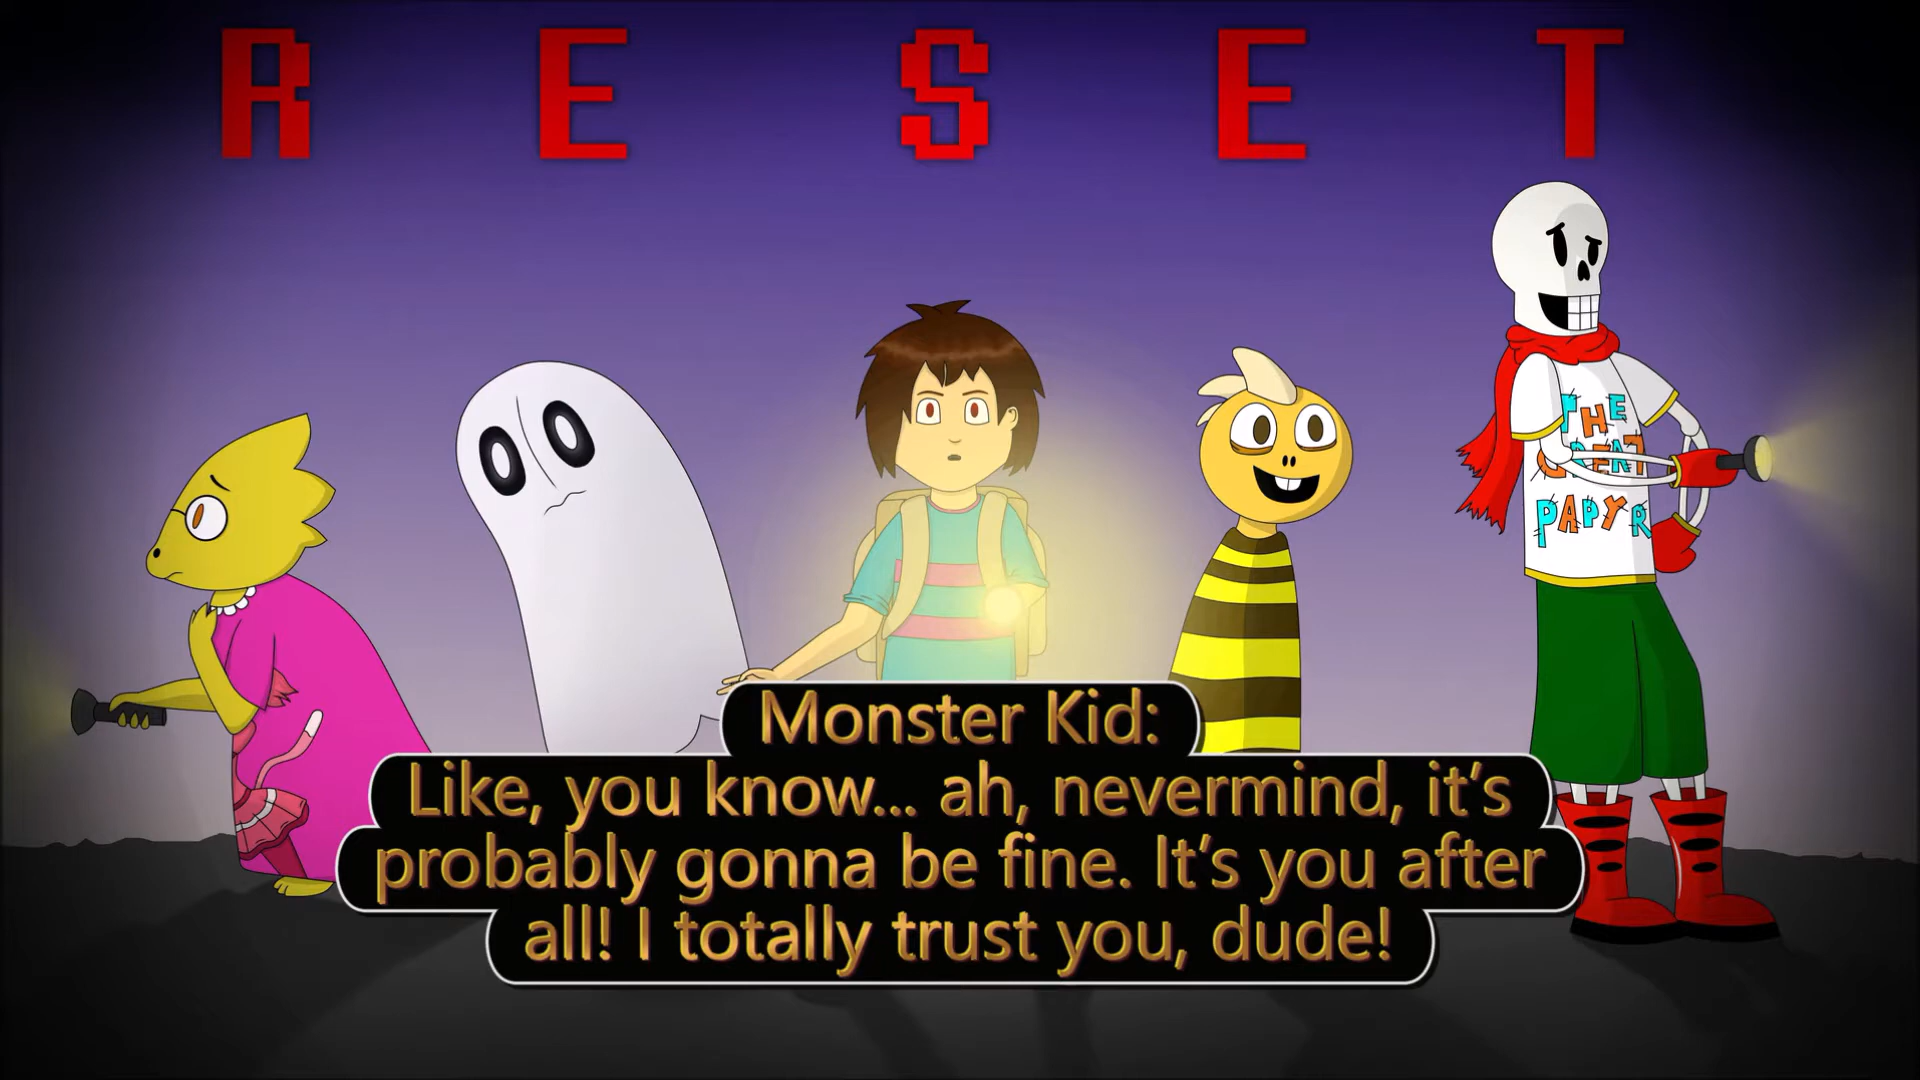 R E S E T
THE
GREAT
PAPYR
Monster Kid:
Like, you know... ah, nevermind, it's
probably gonna be fine. It's you after
all! I totally trust you, dude!